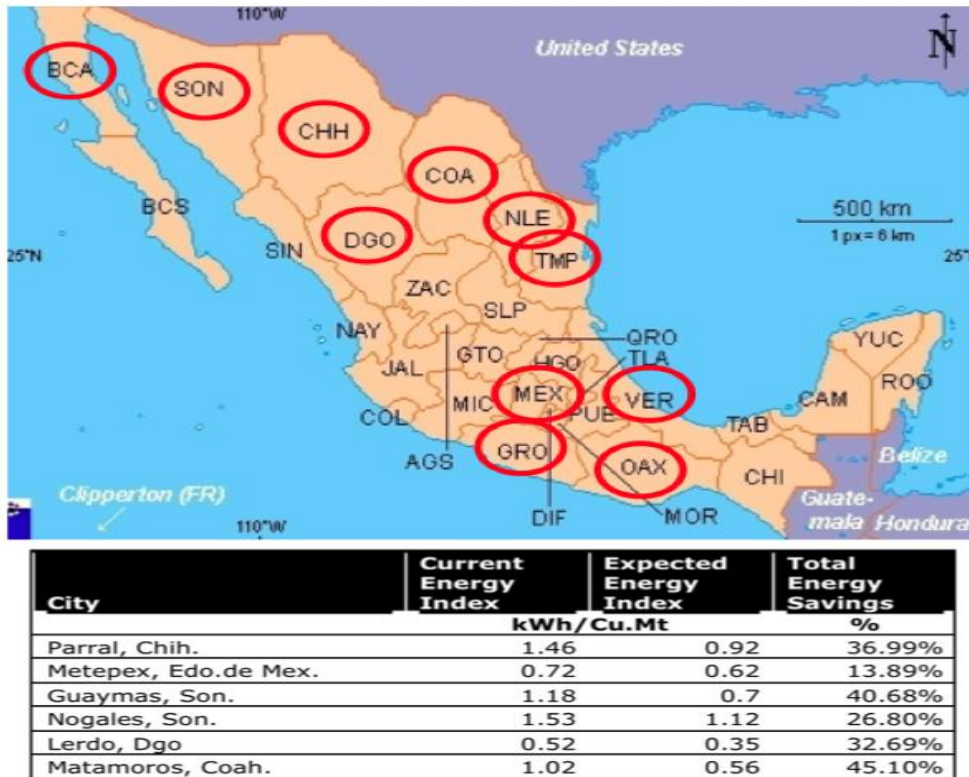 110°W
N
United States
BCA
SON
CHH
COA
BCS
NLE
500 km
DGO
1 px= 6 km
SIN
25°N
TMP
25°
ZAC
SLP
NAY
QRO
YUC
GTO
HGO
TLA
JAL
ROO
MEX
VER
CAM
MIC
PUE
COL
TAB
GRO
AGS
OAX
CHI
Belize
Clipperton (FR)
Guate-
mala
Hondura
DIF
MOR
110°W
City Current Energy Index Expected Energy Index Total Energy Savings
kWh/Cu.Mt %
Parral, Chih. 1.46 0.92 36.99%
Metepex, Edo.de Mex. 0.72 0.62 13.89%
Guaymas, Son. 1.18 0.7 40.68%
Nogales, Son. 1.53 1.12 26.80%
Lerdo, Dgo 0.52 0.35 32.69%
Matamoros, Coah. 1.02 0.56 45.10%